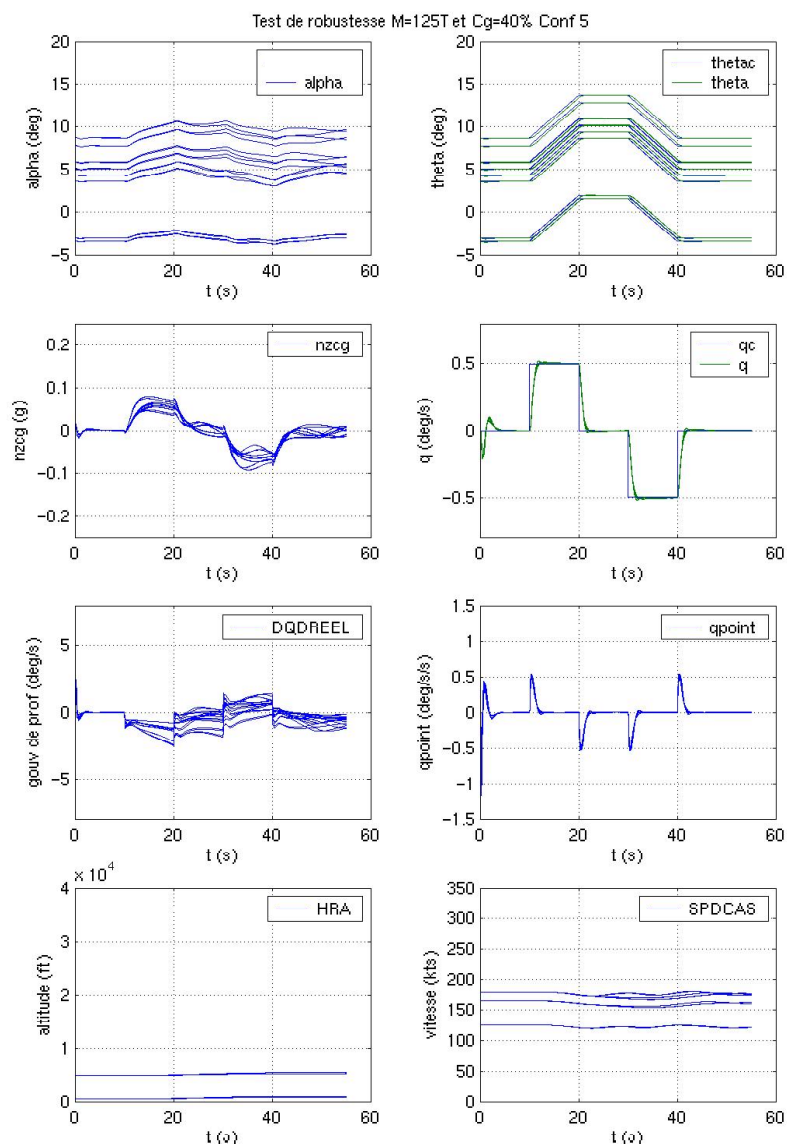 Test de robustesse M=125T et Cg=40% Conf 5
20
15
10
5
0
−5
alpha (deg)
alpha
0 20 40 60
t (s)
20
15
10
5
0
−5
theta (deg)
thetac
theta
0 20 40 60
t (s)
0.2
0.1
0
−0.1
−0.2
nzcg (g)
nzcg
0 20 40 60
t (s)
0.5
0
−0.5
q (deg/s)
qc
q
0 20 40 60
t (s)
5
0
−5
gouv de prof (deg/s)
DQDREEL
0 20 40 60
t (s)
1.5
1
0.5
0
−0.5
−1
−1.5
qpoint (deg/s/s)
qpoint
0 20 40 60
t (s)
x 10^4
4
3
2
1
0
altitude (ft)
HRA
0 20 40 60
t (s)
350
300
250
200
150
100
50
0
vitesse (kts)
SPDCAS
0 20 40 60
t (s)